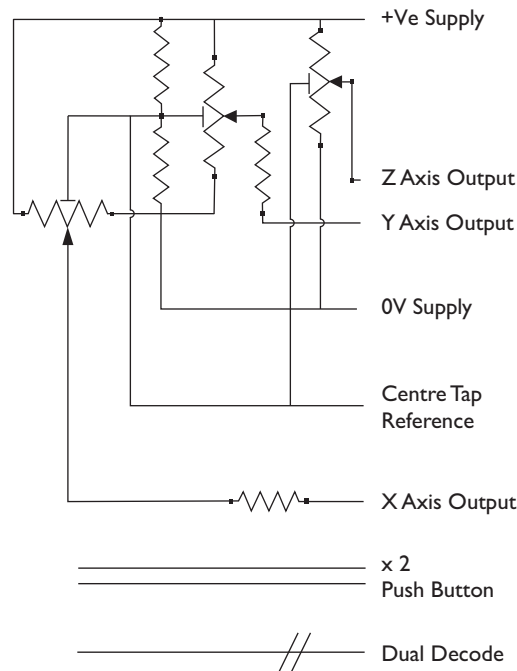 +Ve Supply
Z Axis Output
Y Axis Output
0V Supply
Centre Tap
Reference
X Axis Output
x 2
Push Button
Dual Decode